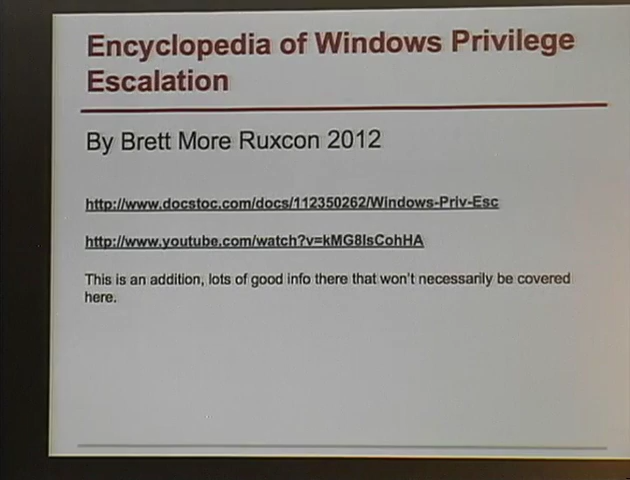 Encyclopedia of Windows Privilege
Escalation
By Brett More Ruxcon 2012
http://www.docstoc.com/docs/112350262/Windows-Priv-Esc
http://www.youtube.com/watch?v=kMG8IsCohHA
This is an addition, lots of good info there that won't necessarily be covered
here.